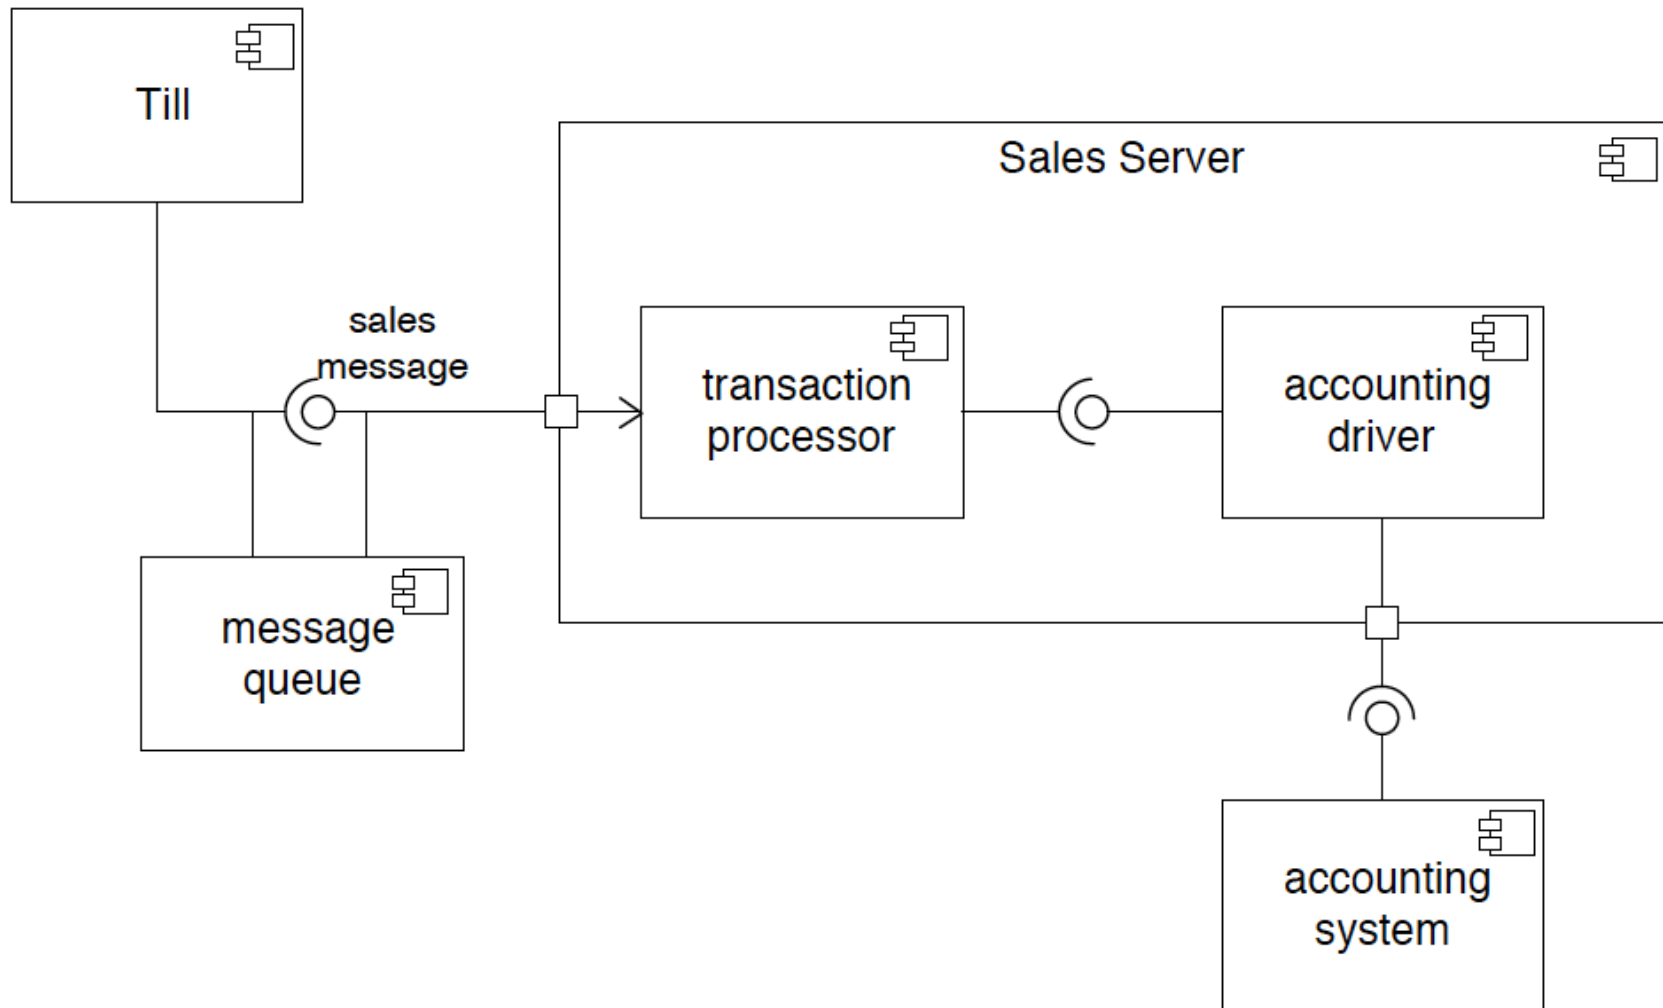 Till
Sales Server
sales
message
transaction
processor
accounting
driver
message
queue
accounting
system